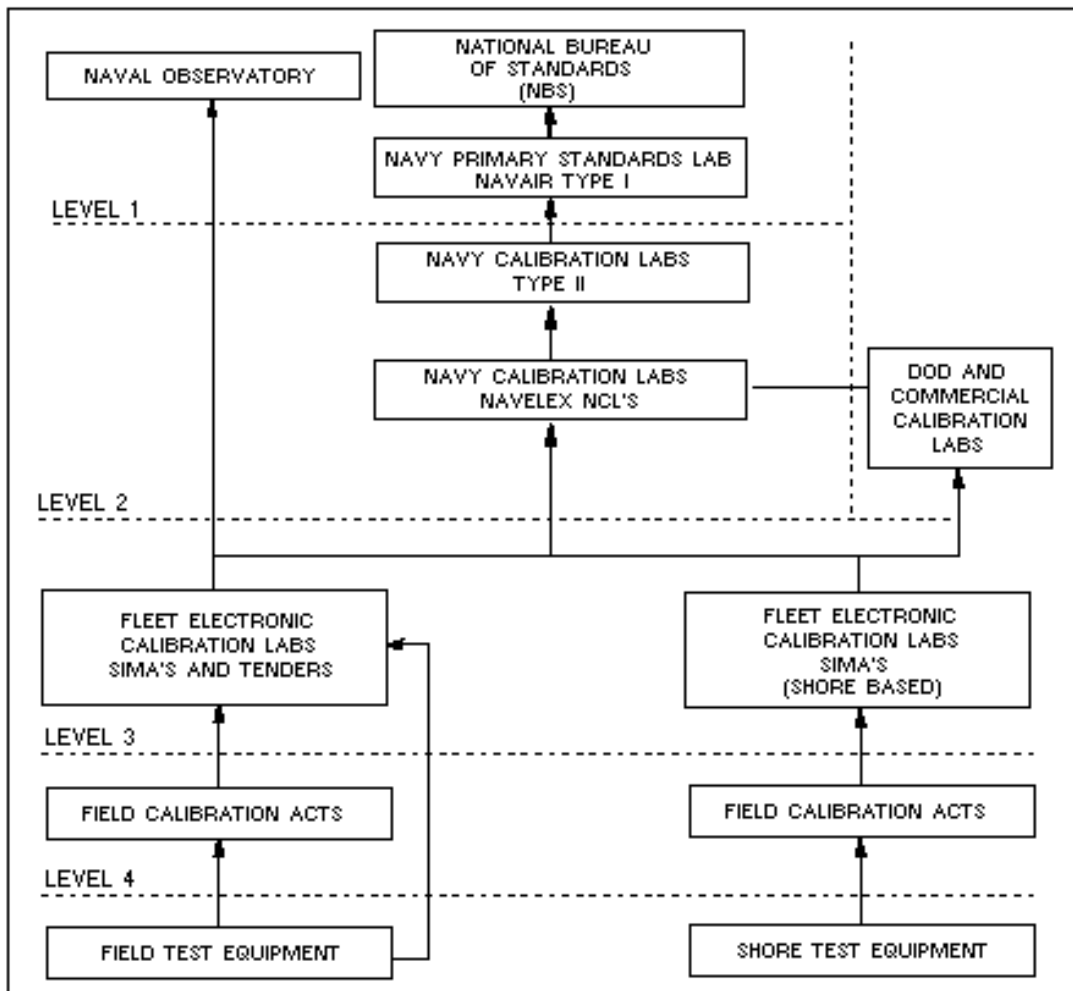 NAVAL OBSERVATORY
NATIONAL BUREAU
OF STANDARDS
(NBS)
NAVY PRIMARY STANDARDS LAB
NAVAIR TYPE I
LEVEL 1
NAVY CALIBRATION LABS
TYPE II
NAVY CALIBRATION LABS
NAVELEX NCL'S
DOD AND
COMMERCIAL
CALIBRATION
LABS
LEVEL 2
FLEET ELECTRONIC
CALIBRATION LABS
SIMA'S AND TENDERS
FLEET ELECTRONIC
CALIBRATION LABS
SIMA'S
(SHORE BASED)
LEVEL 3
FIELD CALIBRATION ACTS
FIELD CALIBRATION ACTS
LEVEL 4
FIELD TEST EQUIPMENT
SHORE TEST EQUIPMENT